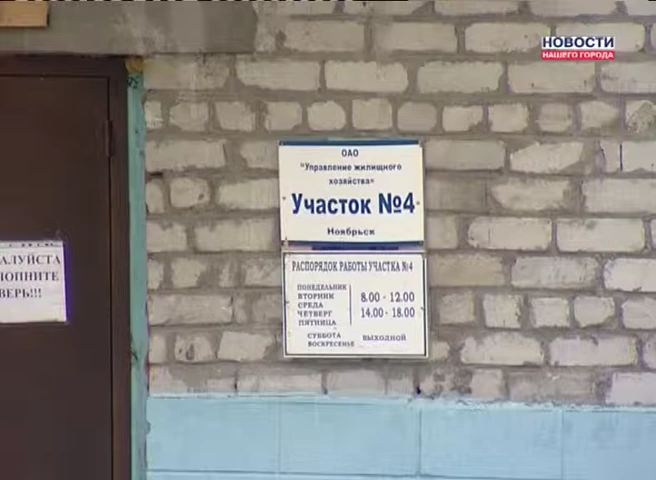 НОВОСТИ
НАШЕГО ГОРОДА
ОАО
"Управление жилищного
хозяйства"
Участок №4
Ноябрьск
РАСПОРЯДОК РАБОТЫ УЧАСТКА №4
ПОНЕДЕЛЬНИК
ВТОРНИК
СРЕДА
ЧЕТВЕРГ
ПЯТНИЦА
8.00 - 12.00
14.00 - 18.00
СУББОТА
ВОСКРЕСЕНЬЕ
ВЫХОДНОЙ
АЛУЙСТА
ЛОПНИТЕ
ВЕРЬ!!!